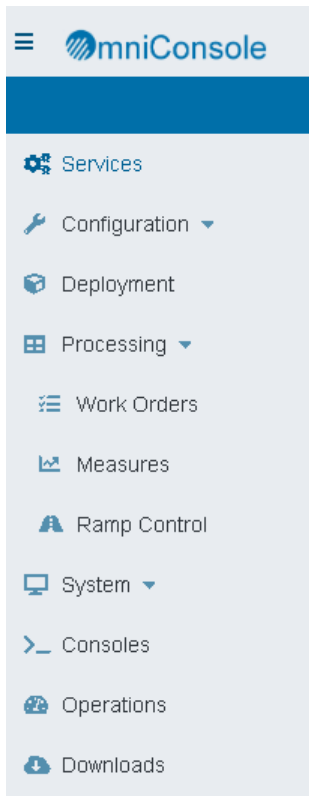 OmniConsole
Services
Configuration
Deployment
Processing
Work Orders
Measures
Ramp Control
System
Consoles
Operations
Downloads